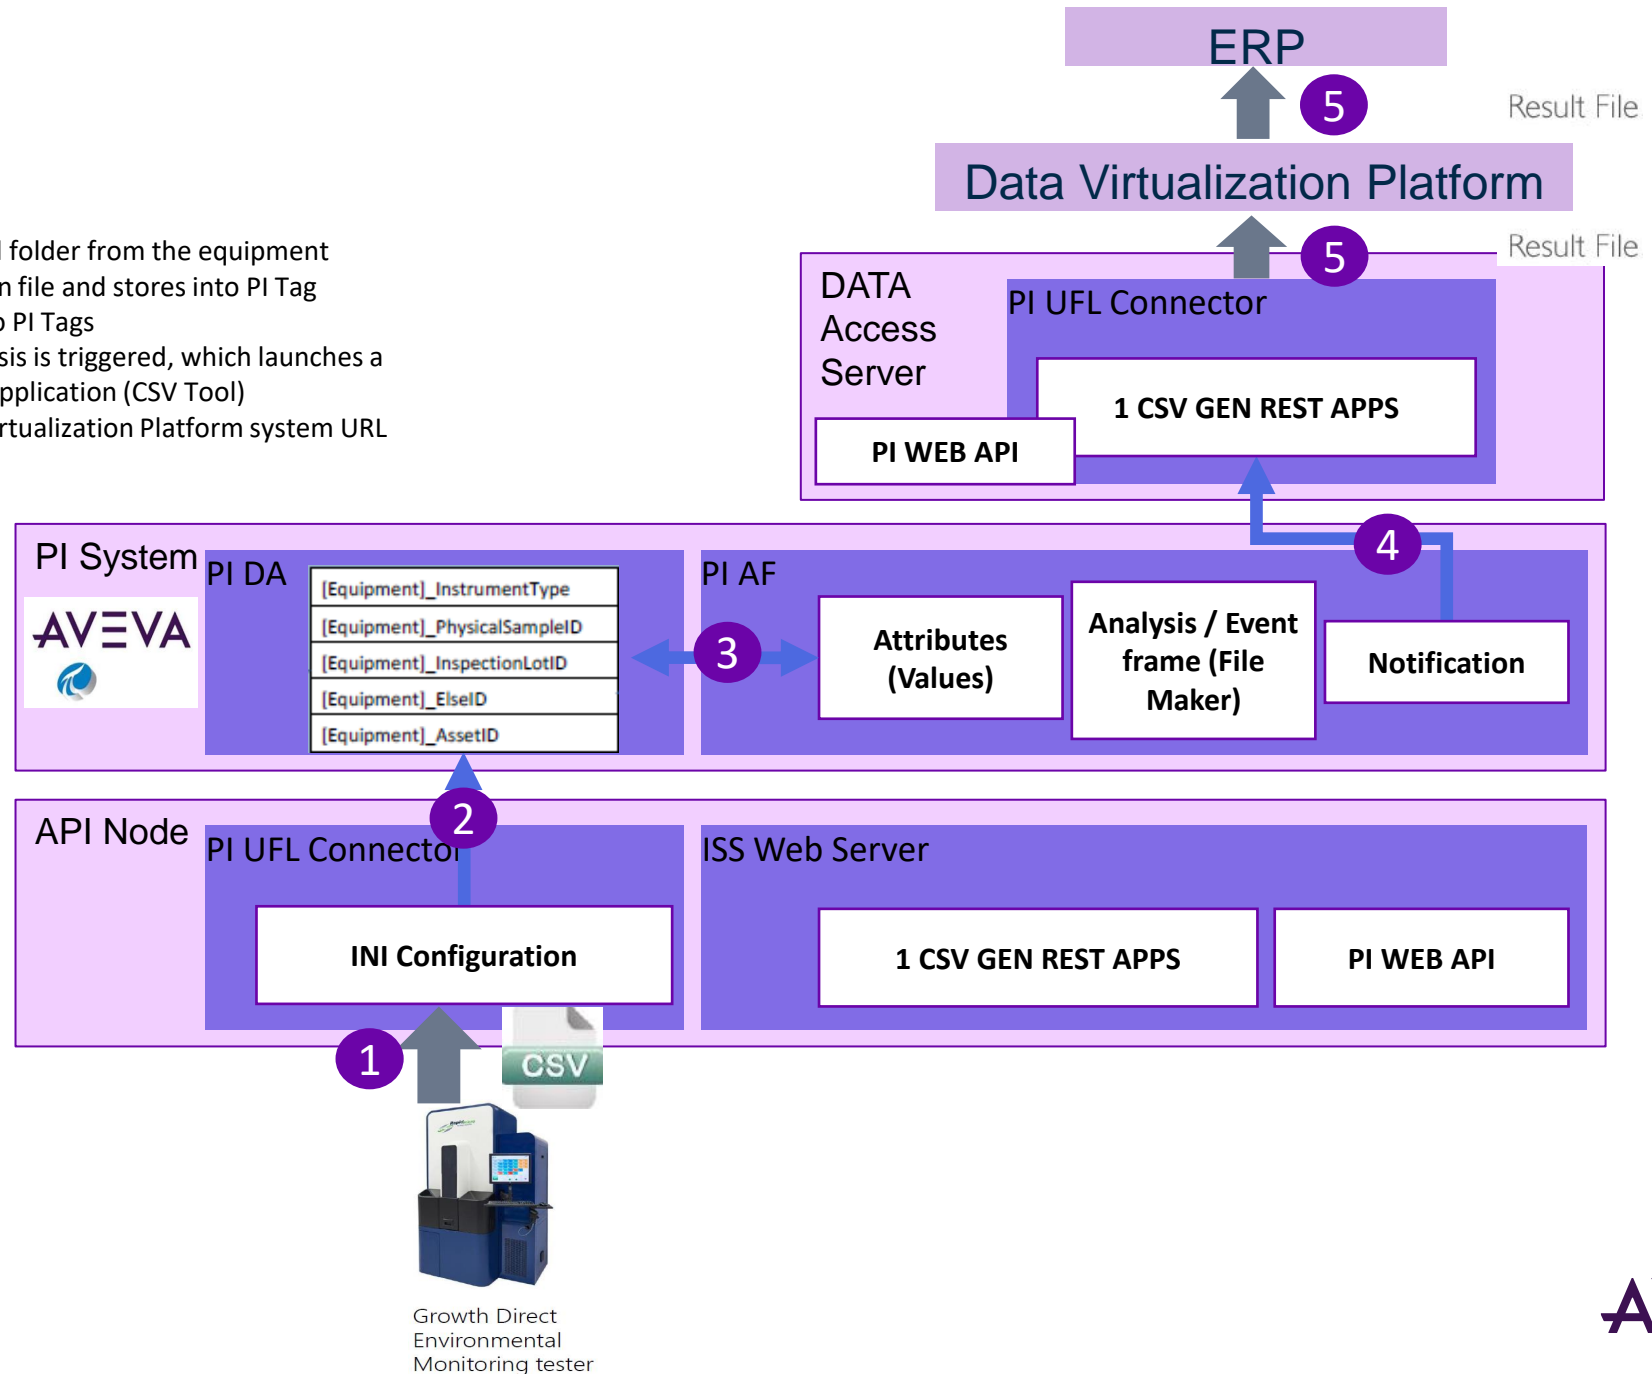 ERP
5
Result File
Data Virtualization Platform
5
Result File
folder from the equipment
file and stores into PI Tag
PI Tags
is triggered, which launches a
(CSV Tool)
Platform system URL
DATA
Access
Server
PI UFL Connector
1 CSV GEN REST APPS
PI WEB API
4
PI System
AVEVA
PI DA
[Equipment]_InstrumentType
[Equipment]_PhysicalSampleID
[Equipment]_InspectionLotID
[Equipment]_ElseID
[Equipment]_AssetID
3
PI AF
Attributes
(Values)
Analysis / Event
frame (File
Maker)
Notification
API Node
2
PI UFL Connector
INI Configuration
ISS Web Server
1 CSV GEN REST APPS
PI WEB API
1
CSV
Growth Direct
Environmental
Monitoring tester